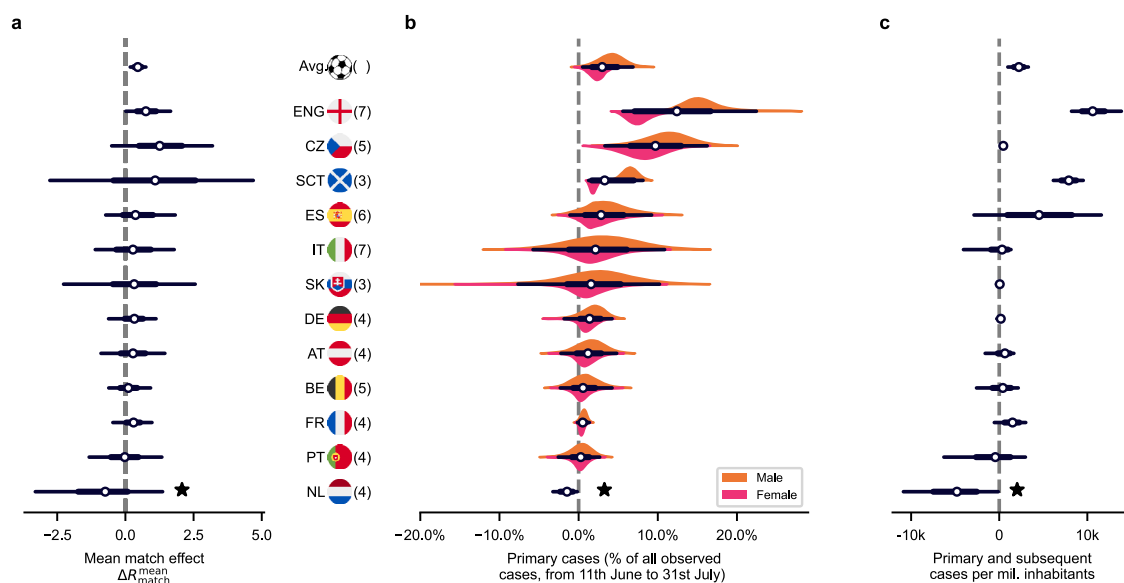 a
b
c
Avg. ( )
ENG (7)
CZ (5)
SCT (3)
ES (6)
IT (7)
SK (3)
DE (4)
AT (4)
BE (5)
FR (4)
PT (4)
NL (4)
Male
Female
−2.5 0.0 2.5 5.0
−20.0% −10.0% 0.0% 10.0% 20.0%
-10k 0 10k
Mean match effect
ΔR^mean_match
Primary cases (% of all observed
cases, from 11th June to 31st July)
Primary and subsequent
cases per mil. inhabitants